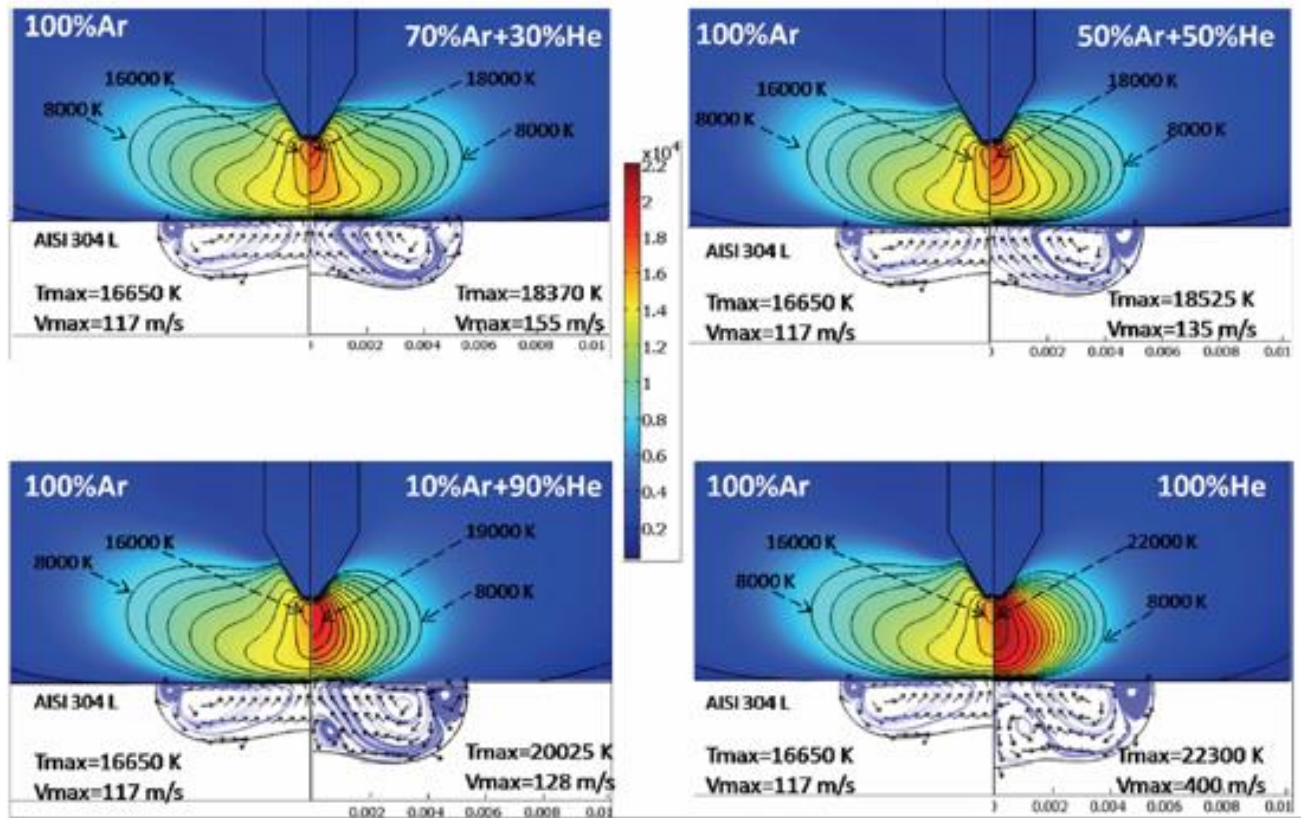 100%Ar
70%Ar+30%He
16000 K
18000 K
8000 K
8000 K
AISI 304 L
Tmax=16650 K
Vmax=117 m/s
Tmax=18370 K
Vmax=155 m/s
0.002 0.004 0.006 0.008 0.01
100%Ar
50%Ar+50%He
16000 K
18000 K
8000 K
8000 K
AISI 304 L
Tmax=16650 K
Vmax=117 m/s
Tmax=18525 K
Vmax=135 m/s
0.002 0.004 0.006 0.008 0.01
x10⁴
2.2
2
1.8
1.6
1.4
1.2
1
0.8
0.6
0.4
0.2
100%Ar
10%Ar+90%He
16000 K
19000 K
8000 K
8000 K
AISI 304 L
Tmax=16650 K
Vmax=117 m/s
Tmax=20025 K
Vmax=128 m/s
0.002 0.004 0.006 0.008 0.01
100%Ar
100%He
16000 K
22000 K
8000 K
8000 K
AISI 304 L
Tmax=16650 K
Vmax=117 m/s
Tmax=22300 K
Vmax=400 m/s
0.002 0.004 0.006 0.008 0.01